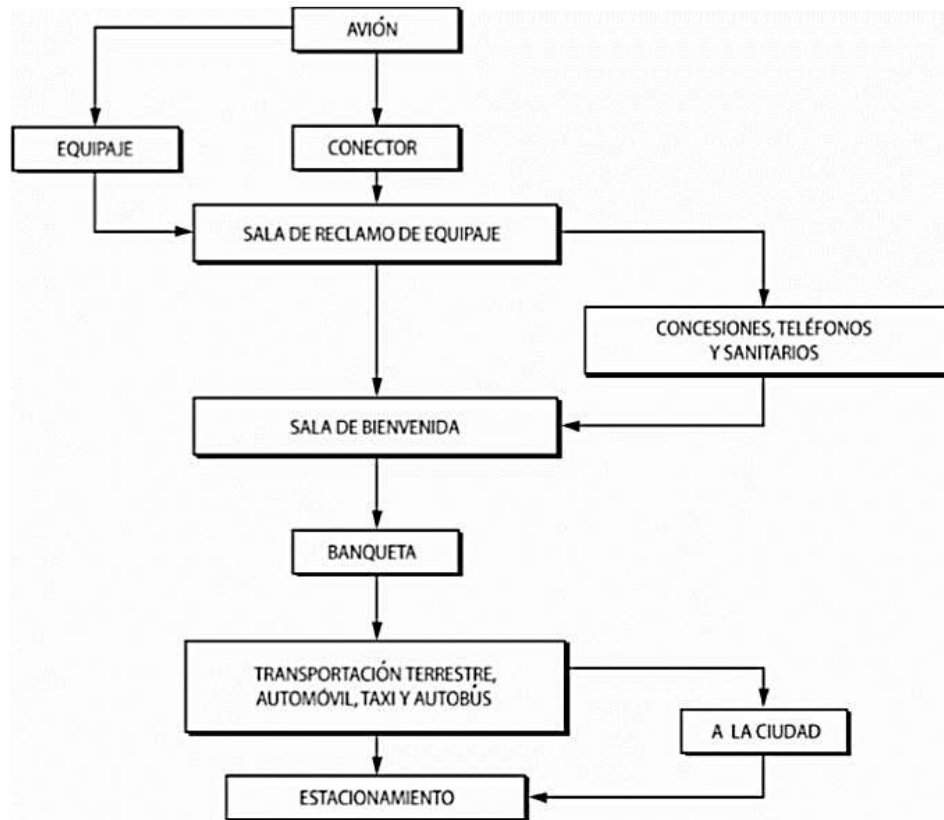 AVIÓN
EQUIPAJE
CONECTOR
SALA DE RECLAMO DE EQUIPAJE
CONCESIONES, TELÉFONOS
Y SANITARIOS
SALA DE BIENVENIDA
BANQUETA
TRANSPORTACIÓN TERRESTRE,
AUTOMÓVIL, TAXI Y AUTOBÚS
A LA CIUDAD
ESTACIONAMIENTO